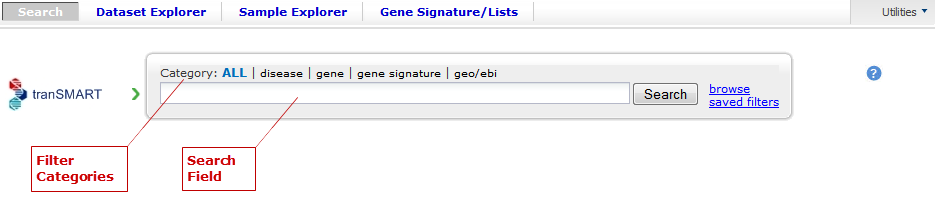 Search Dataset Explorer Sample Explorer Gene Signature/Lists Utilities
Category: ALL | disease | gene | gene signature | geo/ebi
tranSMART Search browse
saved filters
?
Filter
Categories
Search
Field